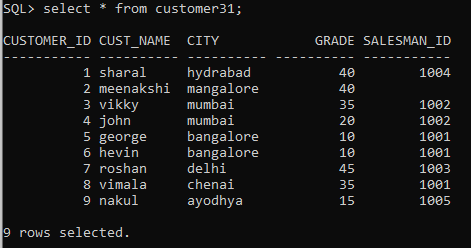 SQL> select * from customer31;
CUSTOMER_ID CUST_NAME  CITY            GRADE SALESMAN_ID
----------- ---------- ---------- ---------- -----------
          1 sharal     hydrabad           40        1004
          2 meenakshi  mangalore          40
          3 vikky      mumbai             35        1002
          4 john       mumbai             20        1002
          5 george     bangalore          10        1001
          6 hevin      bangalore          10        1001
          7 roshan     delhi              45        1003
          8 vimala     chenai             35        1001
          9 nakul      ayodhya            15        1005
9 rows selected.